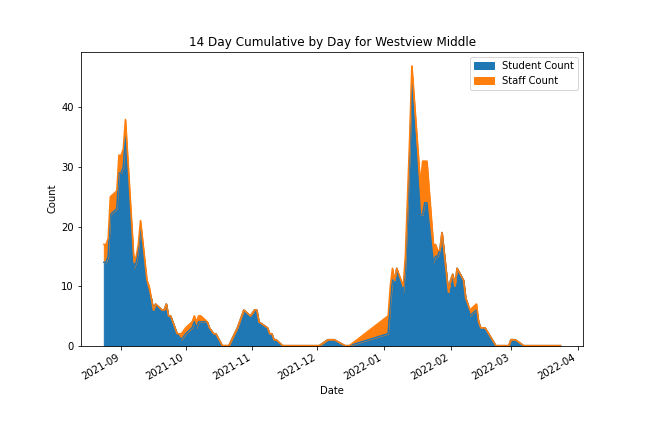 14 Day Cumulative by Day for Westview Middle
Student Count
Staff Count
Count
40
30
20
10
0
2021-09
2021-10
2021-11
2021-12
2022-01
2022-02
2022-03
2022-04
Date